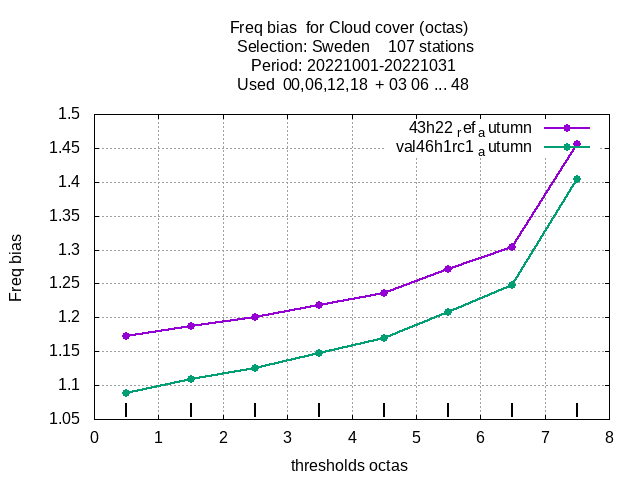 Freq bias  for Cloud cover (octas)
Selection: Sweden    107 stations
Period: 20221001-20221031
Used  00,06,12,18  + 03 06 ... 48
43h22_ref_autumn
val46h1rc1_autumn
1.5
1.45
1.4
1.35
1.3
1.25
1.2
1.15
1.1
1.05
Freq bias
0 1 2 3 4 5 6 7 8
thresholds octas